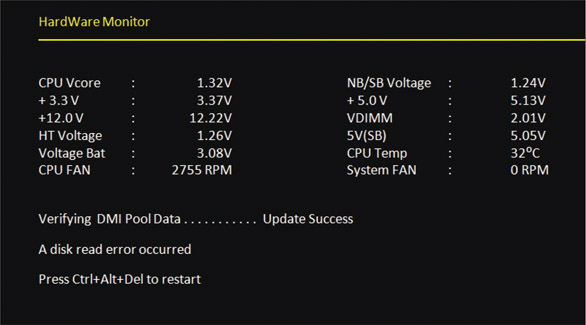 HardWare Monitor
CPU Vcore : 1.32V NB/SB Voltage : 1.24V
+ 3.3 V : 3.37V + 5.0 V : 5.13V
+12.0 V : 12.22V VDIMM : 2.01V
HT Voltage : 1.26V 5V(SB) : 5.05V
Voltage Bat : 3.08V CPU Temp : 32°C
CPU FAN : 2755 RPM System FAN : 0 RPM
Verifying DMI Pool Data . . . . . . . . . . . Update Success
A disk read error occurred
Press Ctrl+Alt+Del to restart